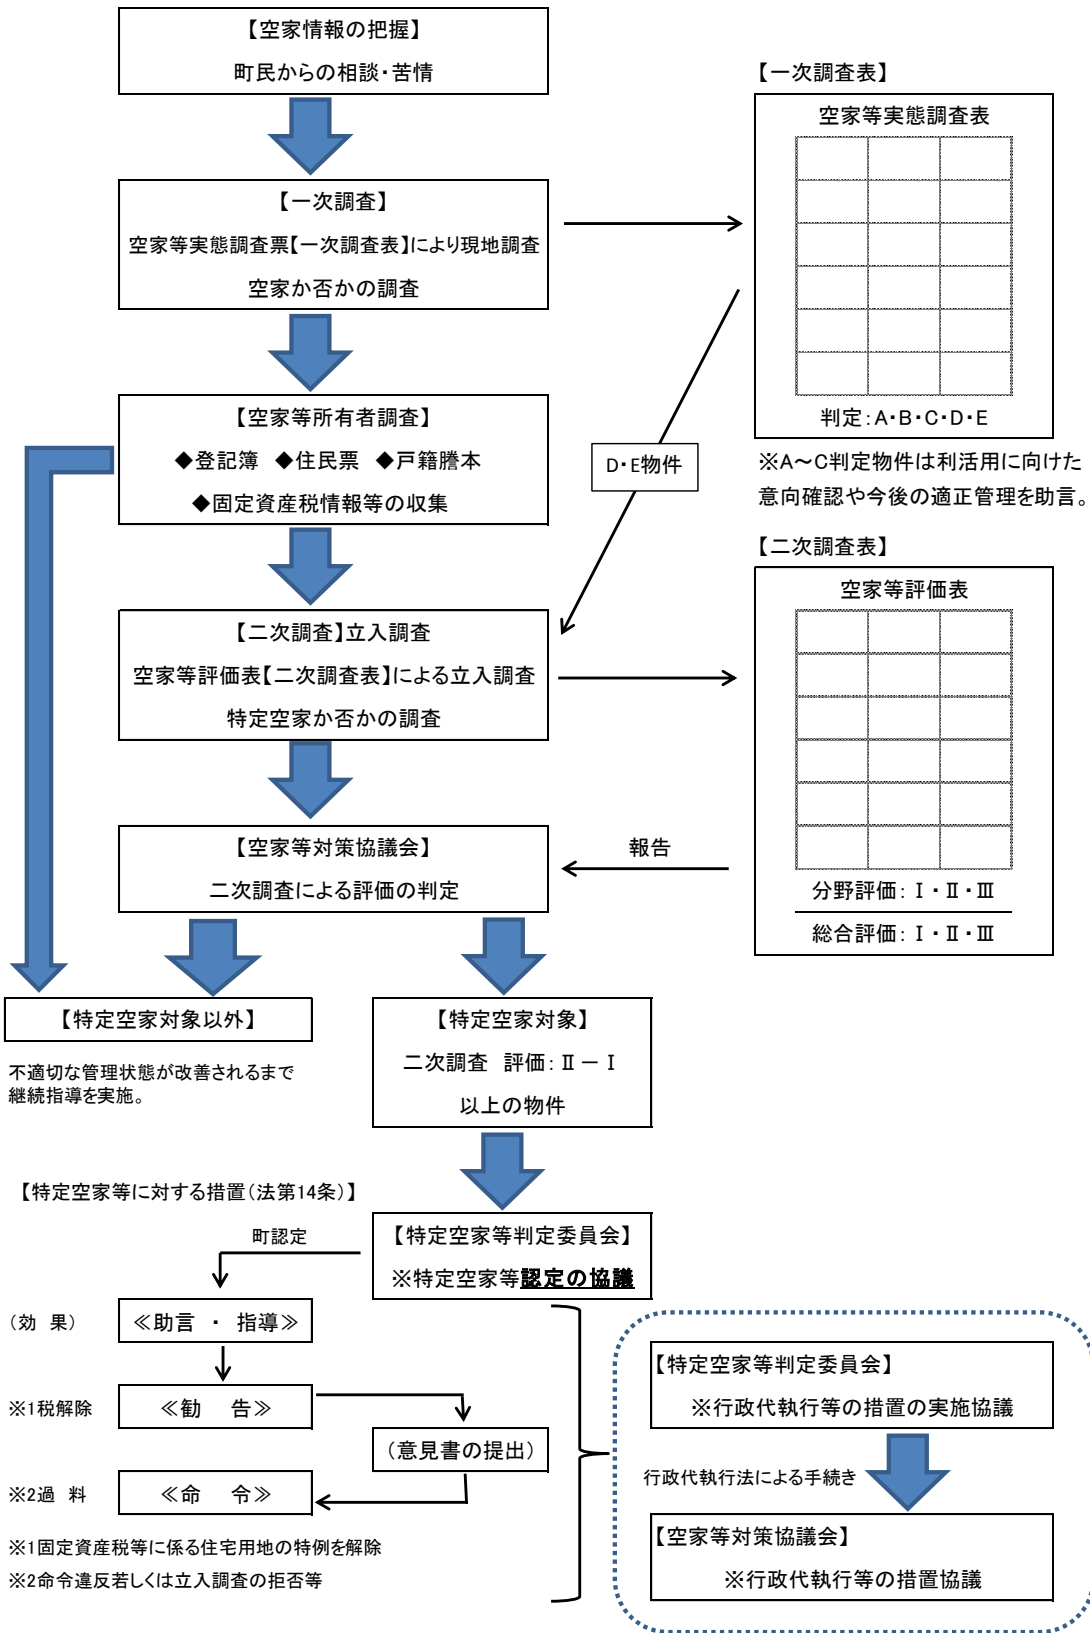 【空家情報の把握】
町民からの相談・苦情
【一次調査】
空家等実態調査票【一次調査表】により現地調査
空家か否かの調査
【一次調査表】
空家等実態調査表
判定：A・B・C・D・E
※A～C判定物件は利活用に向けた
意向確認や今後の適正管理を助言。
【空家等所有者調査】
◆登記簿 ◆住民票 ◆戸籍謄本
◆固定資産税情報等の収集
D・E物件
【二次調査】立入調査
空家等評価表【二次調査表】による立入調査
特定空家か否かの調査
【二次調査表】
空家等評価表
分野評価：Ⅰ・Ⅱ・Ⅲ
総合評価：Ⅰ・Ⅱ・Ⅲ
【空家等対策協議会】
二次調査による評価の判定
報告
【特定空家対象以外】
不適切な管理状態が改善されるまで
継続指導を実施。
【特定空家対象】
二次調査 評価：Ⅱ－Ⅰ
以上の物件
【特定空家等に対する措置（法第14条）】
町認定
【特定空家等判定委員会】
※特定空家等認定の協議
（効 果）
≪助言 ・ 指導≫
※1税解除
≪勧 告≫
（意見書の提出）
※2過 料
≪命 令≫
※1固定資産税等に係る住宅用地の特例を解除
※2命令違反若しくは立入調査の拒否等
【特定空家等判定委員会】
※行政代執行等の措置の実施協議
行政代執行法による手続き
【空家等対策協議会】
※行政代執行等の措置協議